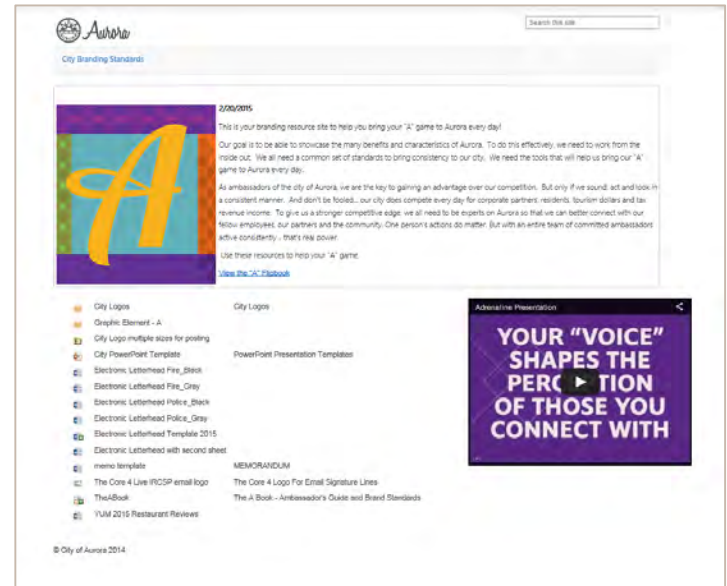 Aurora
Search this site
City Branding Standards
A
2/20/2015
This is your branding resource site to help you bring your "A" game to Aurora every day!
Our goal is to be able to showcase the many benefits and characteristics of Aurora. To do this effectively, we need to work from the
inside out. We all need a common set of standards to bring consistency to our city. We need the tools that will help us bring our "A"
game to Aurora every day.
As ambassadors of the city of Aurora, we are the key to gaining an advantage over our competition. But only if we sound, act and look in
a consistent manner. And don't be fooled... our city does compete every day for corporate partners, residents, tourism dollars and tax
revenue income. To give us a stronger competitive edge, we all need to be experts on Aurora so that we can better connect with our
fellow employees, our partners and the community. One person's actions do matter. But with an entire team of committed ambassadors
active consistently... that's real power.
Use these resources to help your "A" game.
View the "A" Flipbook
City Logos City Logos
Graphic Element - A
City Logo multiple sizes for posting
City PowerPoint Template PowerPoint Presentation Templates
Electronic Letterhead Fire_Black
Electronic Letterhead Fire_Gray
Electronic Letterhead Police_Black
Electronic Letterhead Police_Gray
Electronic Letterhead Template 2015
Electronic Letterhead with second sheet
memo template MEMORANDUM
The Core 4 Live IRCSP email logo The Core 4 Logo For Email Signature Lines
TheABook The A Book - Ambassador's Guide and Brand Standards
YUM 2015 Restaurant Reviews
Adrenaline Presentation
YOUR "VOICE"
SHAPES THE
PERCEPTION
OF THOSE YOU
CONNECT WITH
© City of Aurora 2014